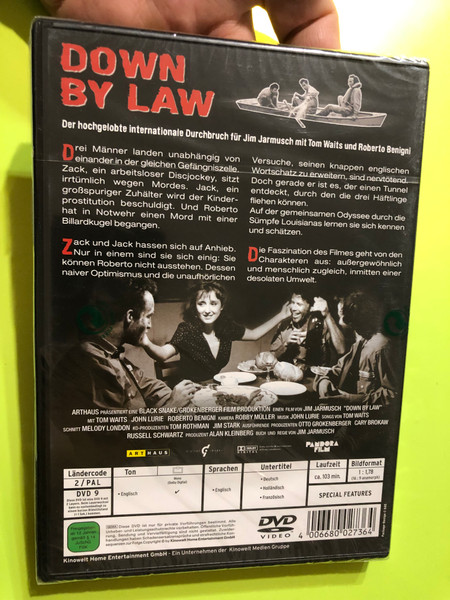 DOWN
BY LAW
Der hochgelobte internationale Durchbruch für Jim Jarmusch mit Tom Waits und Roberto Benigni
Drei Männer landen unabhängig von
einander in der gleichen Gefängniszelle.
Zack, ein arbeitsloser Discjockey, sitzt
irrtümlich wegen Mordes. Jack, ein
großspuriger Zuhälter wird der Kinder-
prostitution beschuldigt. Und Roberto
hat in Notwehr einen Mord mit einer
Billardkugel begangen.
Zack und Jack hassen sich auf Anhieb.
Nur in einem sind sie sich einig: Sie
können Roberto nicht ausstehen. Dessen
naiver Optimismus und die unaufhörlichen
Versuche, seinen knappen englischen
Wortschatz zu erweitern, sind nervtötend.
Doch gerade er ist es, der einen Tunnel
entdeckt, durch den die drei Häftlinge
fliehen können.
Auf der gemeinsamen Odyssee durch die
Sümpfe Louisianas lernen sie sich kennen
und schätzen.
Die Faszination des Filmes geht von den
Charakteren aus: außergewöhnlich
und menschlich zugleich, inmitten einer
desolaten Umwelt.
ARTHAUS PRÄSENTIERT EINE BLACK SNAKE/GROKENBERGER FILM PRODUKTION EINEN FILM VON JIM JARMUSCH "DOWN BY LAW"
MIT TOM WAITS JOHN LURIE ROBERTO BENIGNI KAMERA ROBBY MÜLLER MUSIK JOHN LURIE SONGS VON TOM WAITS
SCHNITT MELODY LONDON KO-PRODUZENT TOM ROTHMAN JIM STARK AUSFÜHRENDE PRODUZENTEN OTTO GROKENBERGER CARY BROKAW
RUSSELL SCHWARTZ PRODUZENT ALAN KLEINBERG BUCH UND REGIE VON JIM JARMUSCH
ARTHAUS
PANDORA
FILM
Ländercode
2 / PAL
DVD 9
Ton
Mono
Englisch
Sprachen
• Englisch
Untertitel
• Deutsch
• Holländisch
• Französisch
Laufzeit
ca. 103 min.
Bildformat
1 : 1,78
SPECIAL FEATURES
DVD
VIDEO
4 006680 027364
Kinowelt Home Entertainment GmbH · Ein Unternehmen der Kinowelt Medien Gruppe